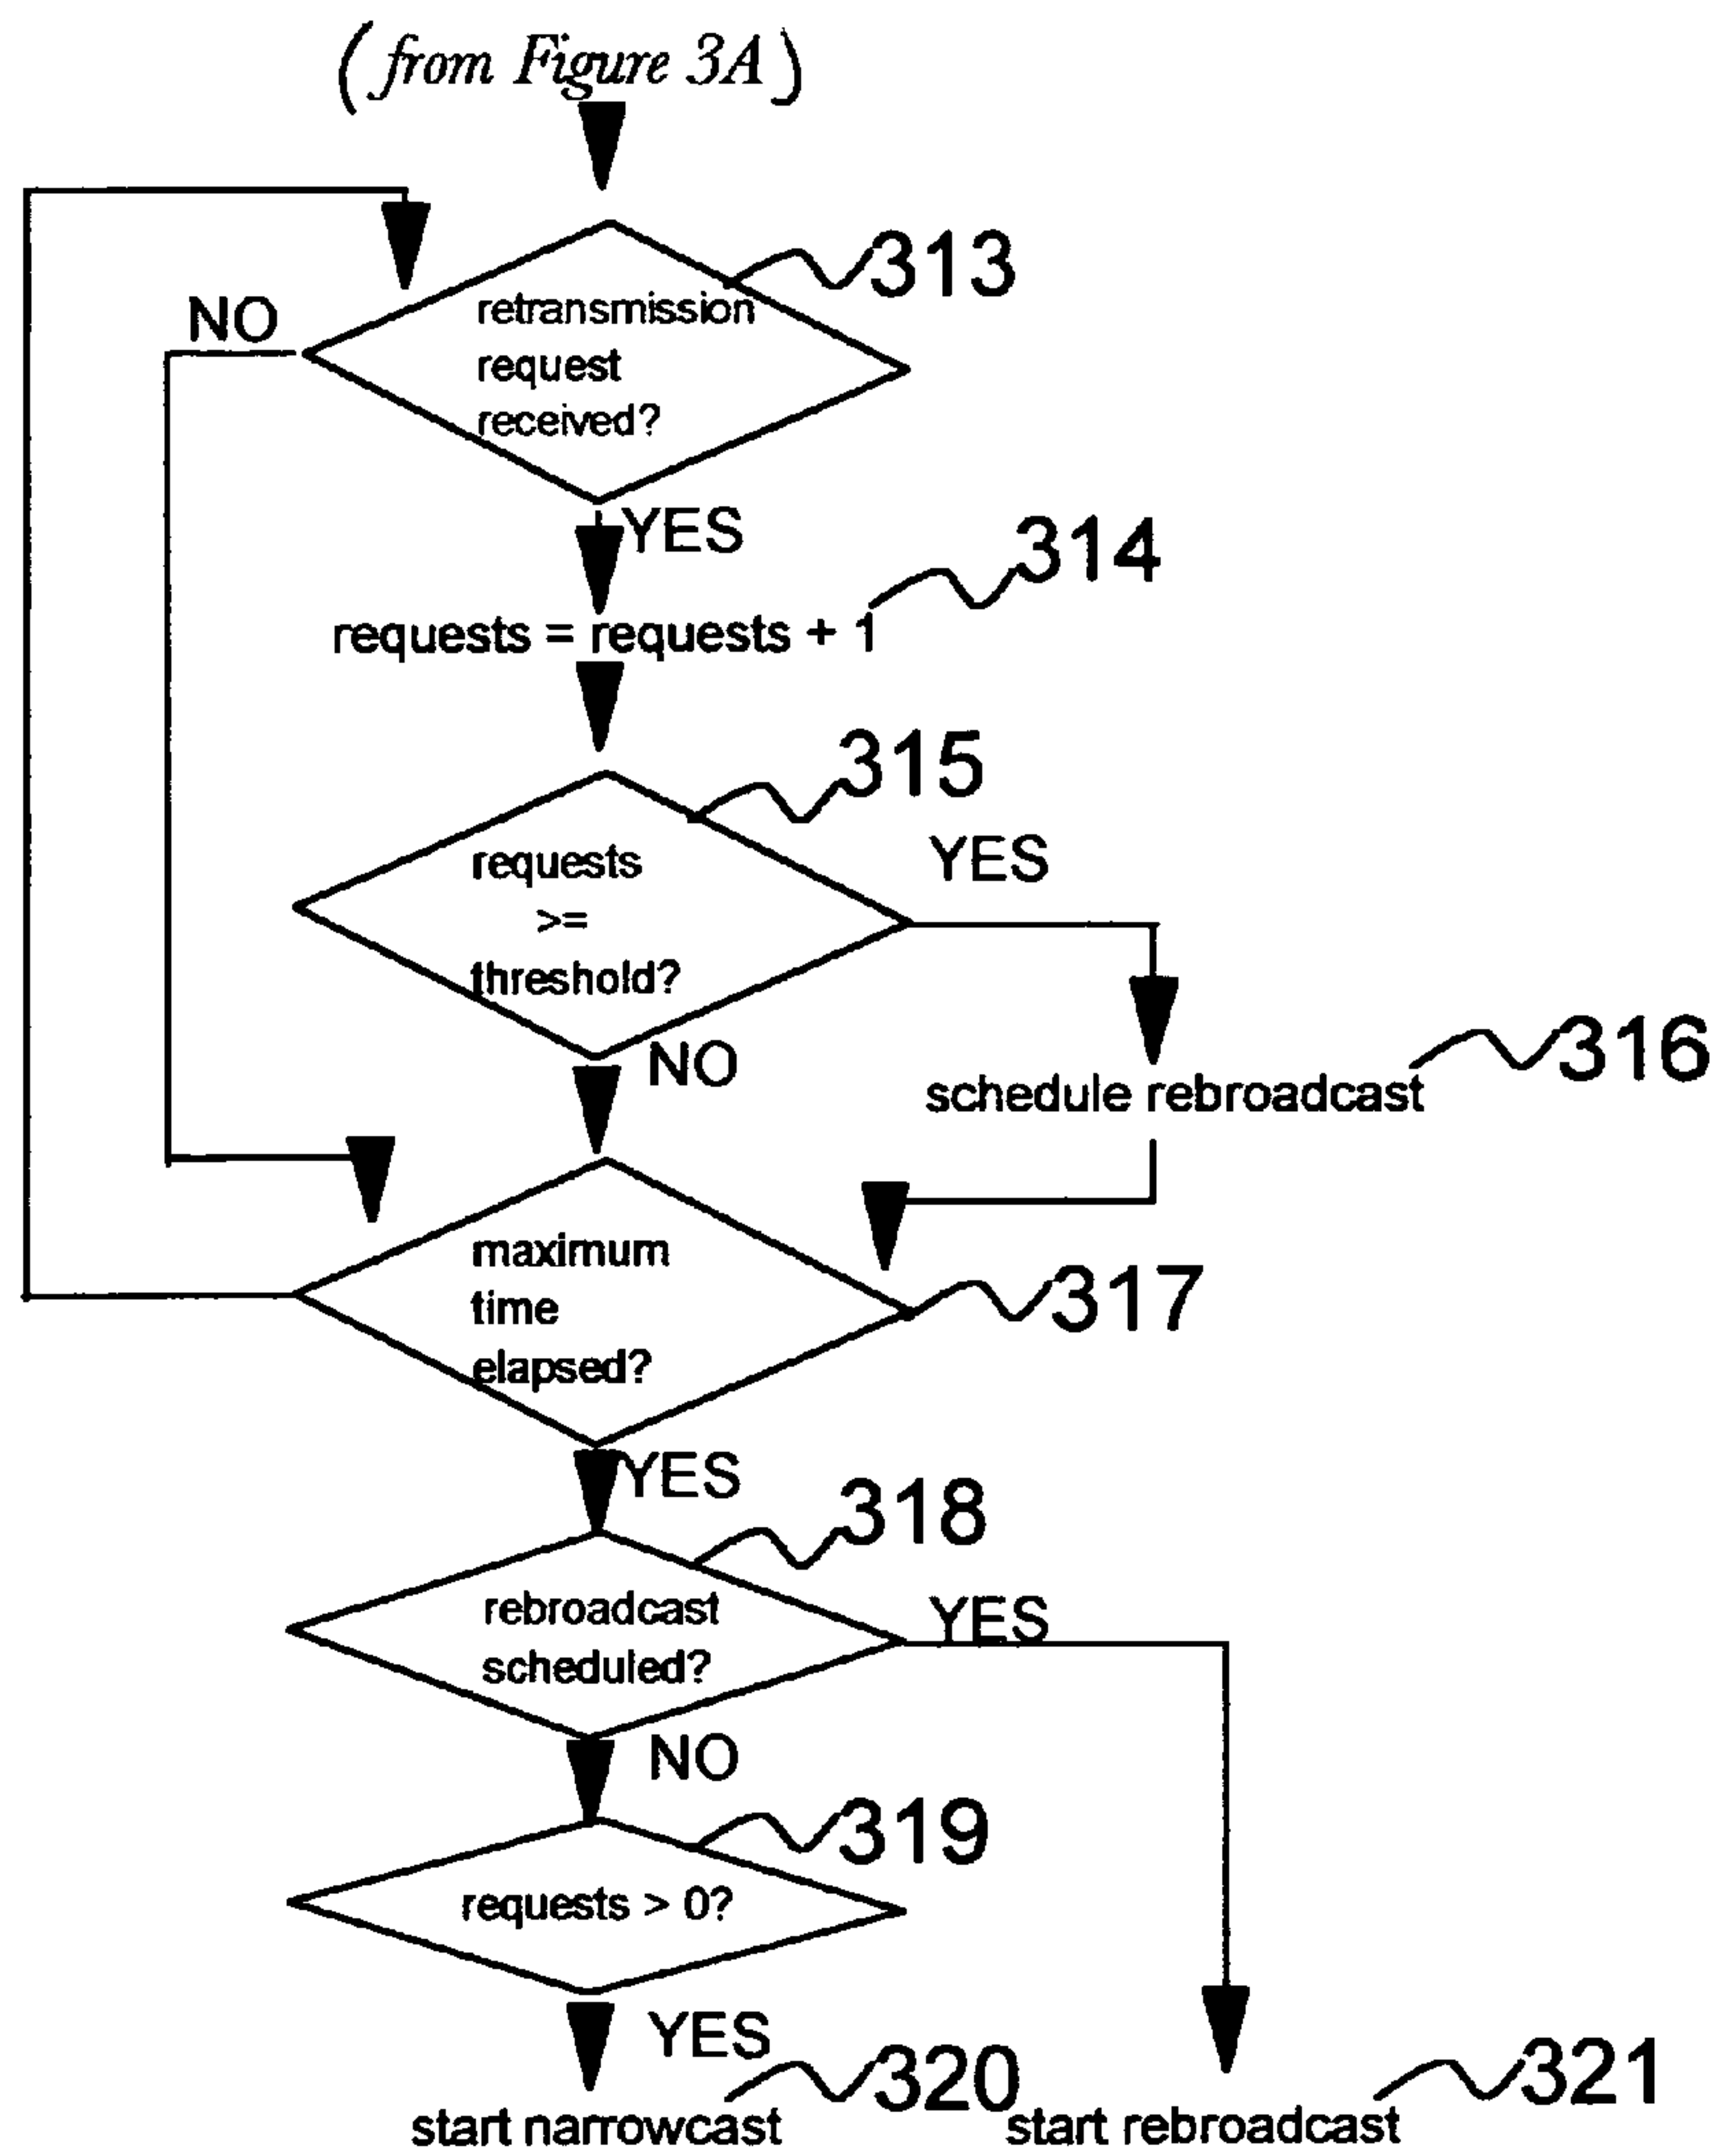 (from Figure 3A)
313
NO
retransmission
request
received?
YES
314
requests = requests + 1
315
requests
>=
threshold?
YES
NO
316
schedule rebroadcast
maximum
time
elapsed?
317
YES
318
rebroadcast
scheduled?
YES
NO
319
requests > 0?
YES
320
start narrowcast
321
start rebroadcast